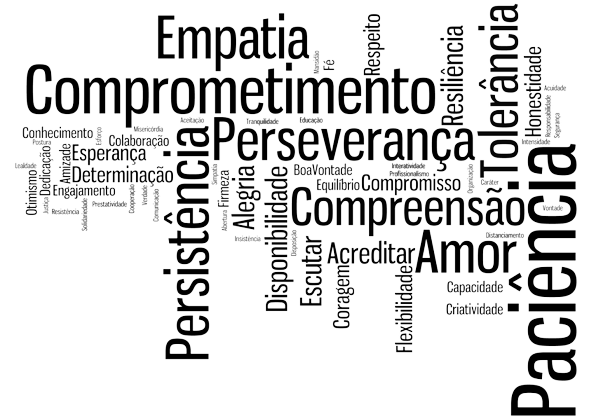 Empatia
Mansidão
Fé
Respeito
Resiliência
Tolerância
Honestidade
Acuidade
Responsabilidade
Segurança
Comprometimento
Aceitação
Tranquilidade
Educação
Intensidade
Conhecimento
Postura
Esforço
Misericórdia
Colaboração
Perseverança
Lealdade
Dedicação
Amizade
Esperança
Determinação
Otimismo
Justiça
Engajamento
Resistência
Solidariedade
Prestatividade
Cooperação
Verdade
Comunicação
Persistência
Simpatia
Firmeza
Abertura
Alegria
Insistência
Disponibilidade
Disposição
BoaVontade
Interatividade
Profissionalismo
Equilíbrio
Compromisso
Organização
Caráter
Compreensão
Vontade
Escutar
Coragem
Acreditar
Flexibilidade
Amor
Distanciamento
Capacidade
Criatividade
Paciência